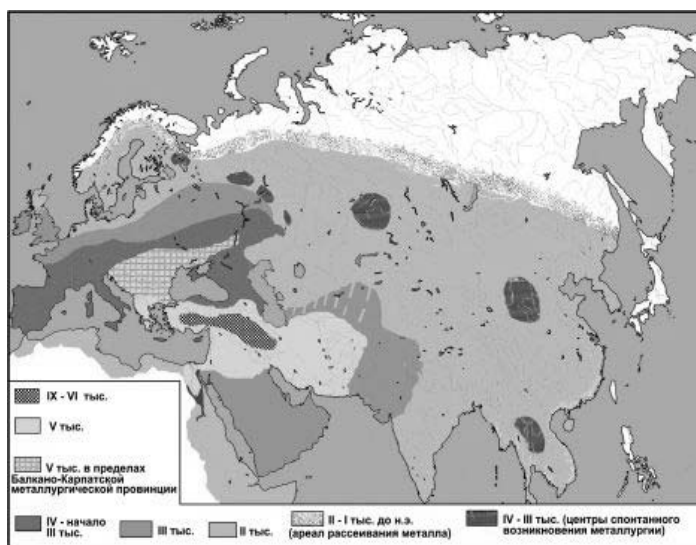 IX - VI тыс.
V тыс.
V тыс. в пределах
Балкано-Карпатской
металлургической провинции
IV - начало
III тыс.
III тыс.
II тыс.
II - I тыс. до н.э.
(ареал рассеивания металла)
IV - III тыс. (центры спонтанного
возникновения металлургии)